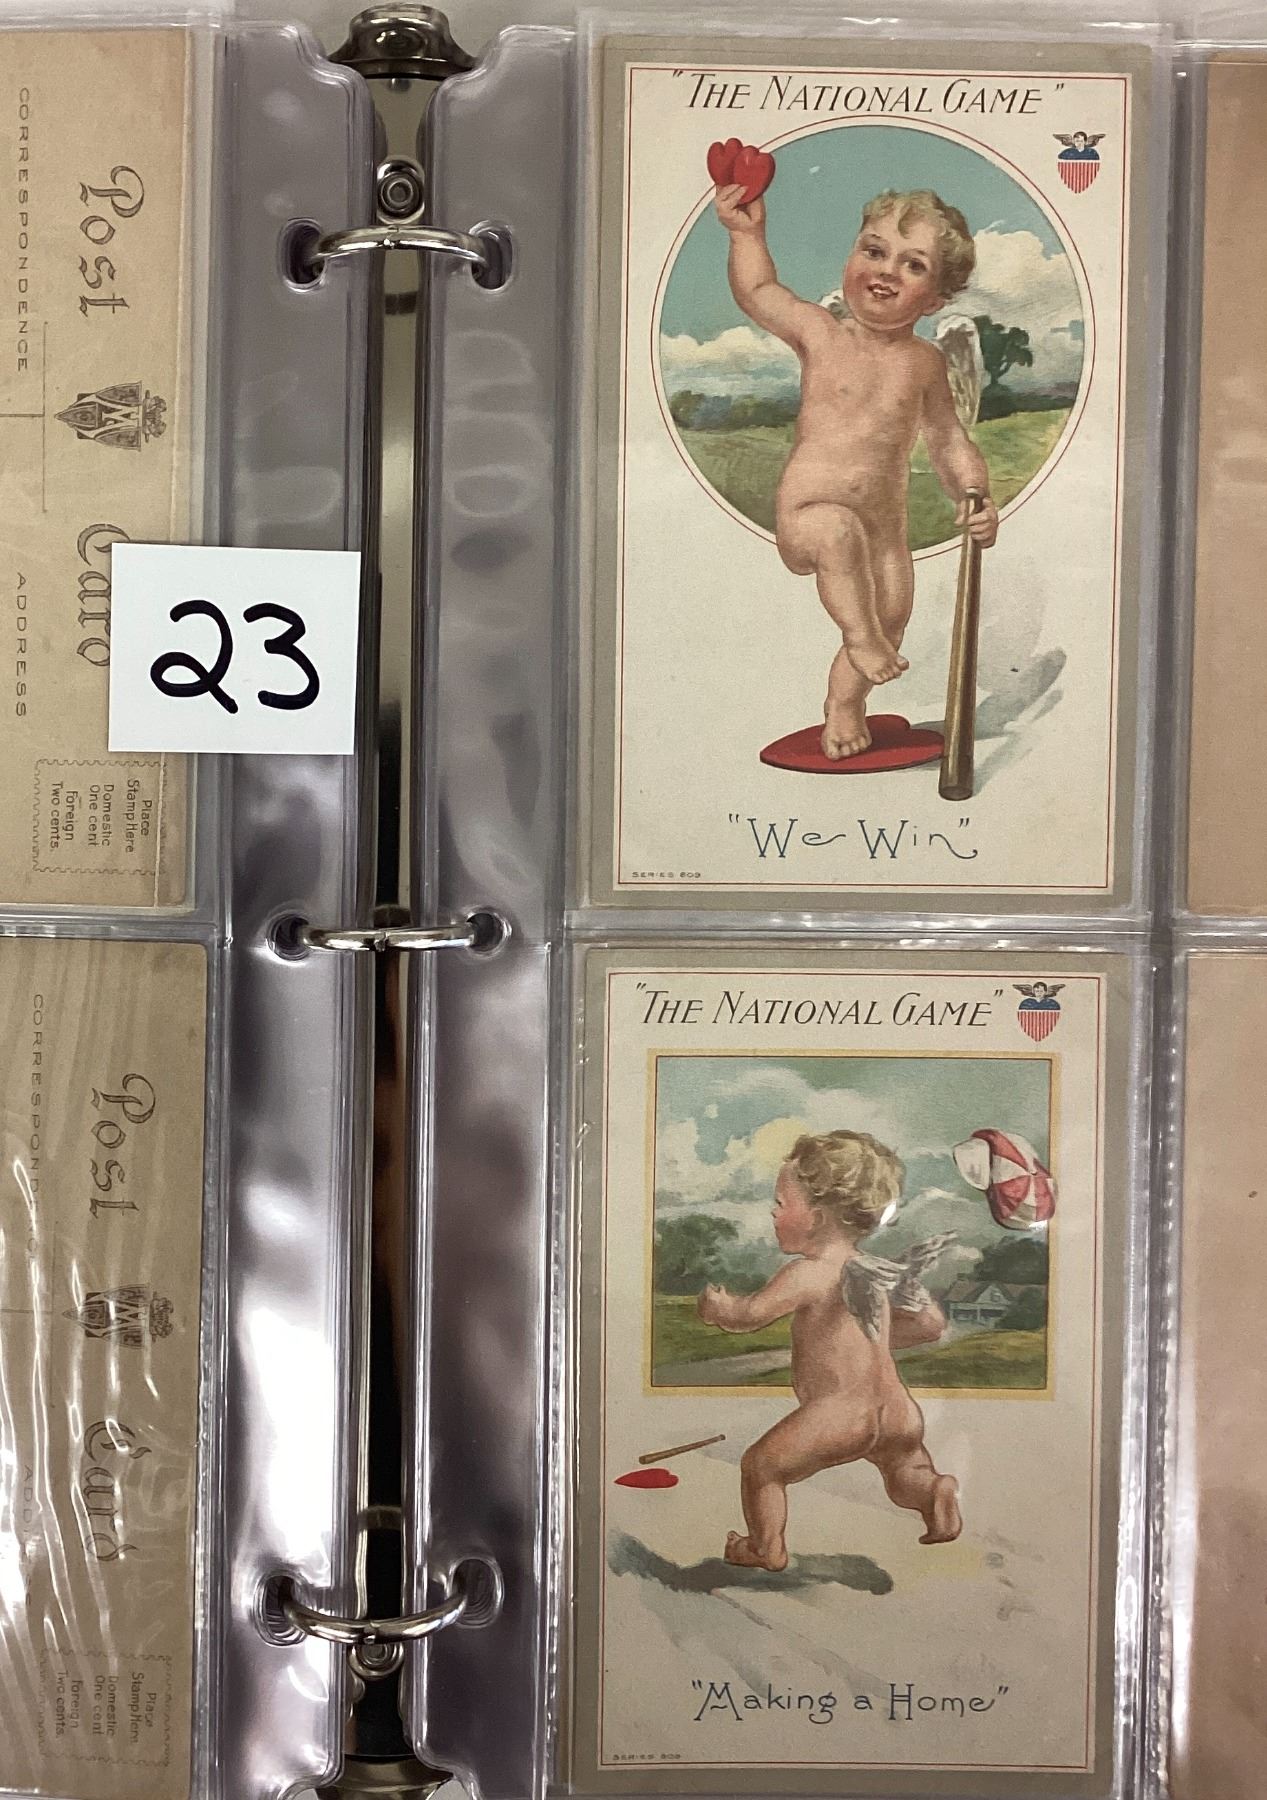 Post Card
CORRESPONDENCE
ADDRESS
Place
Stamp Here
Domestic
One cent
Foreign
Two cents.
23
"THE NATIONAL GAME"
"We Win"
SERIES 809
Post Card
ADD
Place
Stamp Here
Domestic
One cent
Foreign
Two cents.
"THE NATIONAL GAME"
"Making a Home"
SERIES 809